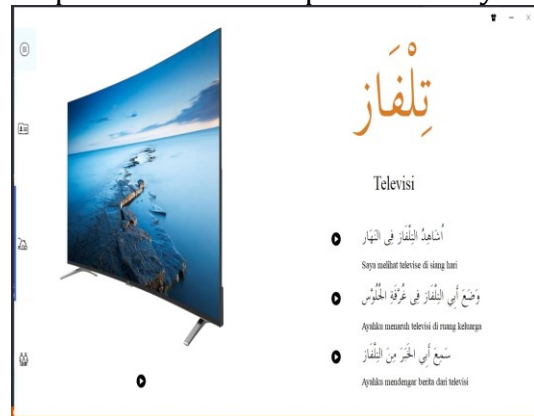 تِلْفَاز
Televisi
أُشَاهِدُ التِلْفَاز فِى النَهَار
Saya melihat televise di siang hari
وَضَعَ أَبِي التِلْفَاز فِى غُرْفَةِ الجُلُوْس
Ayahku menaruh televisi di ruang keluarga
سَمِعَ أَبِي الخَبَرَ مِنَ التِلْفَاز
Ayahku mendengar berita dari televisi